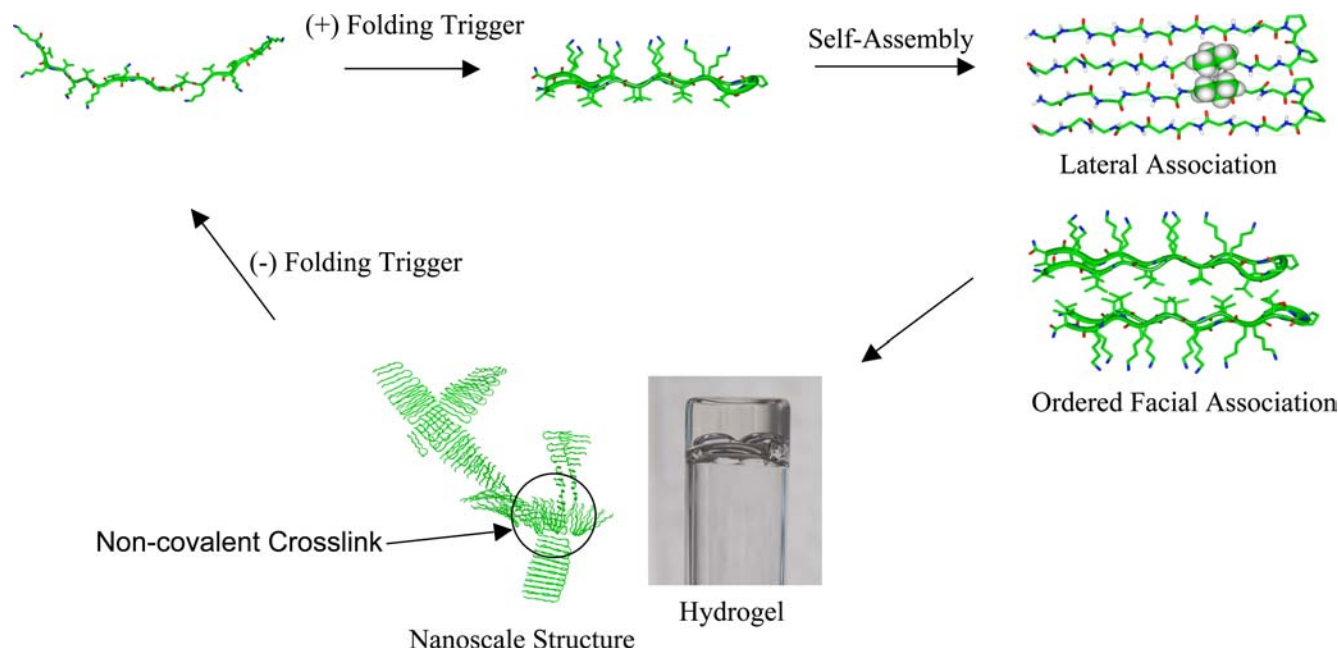 (+) Folding Trigger
Self-Assembly
Lateral Association
(-) Folding Trigger
Ordered Facial Association
Non-covalent Crosslink
Hydrogel
Nanoscale Structure